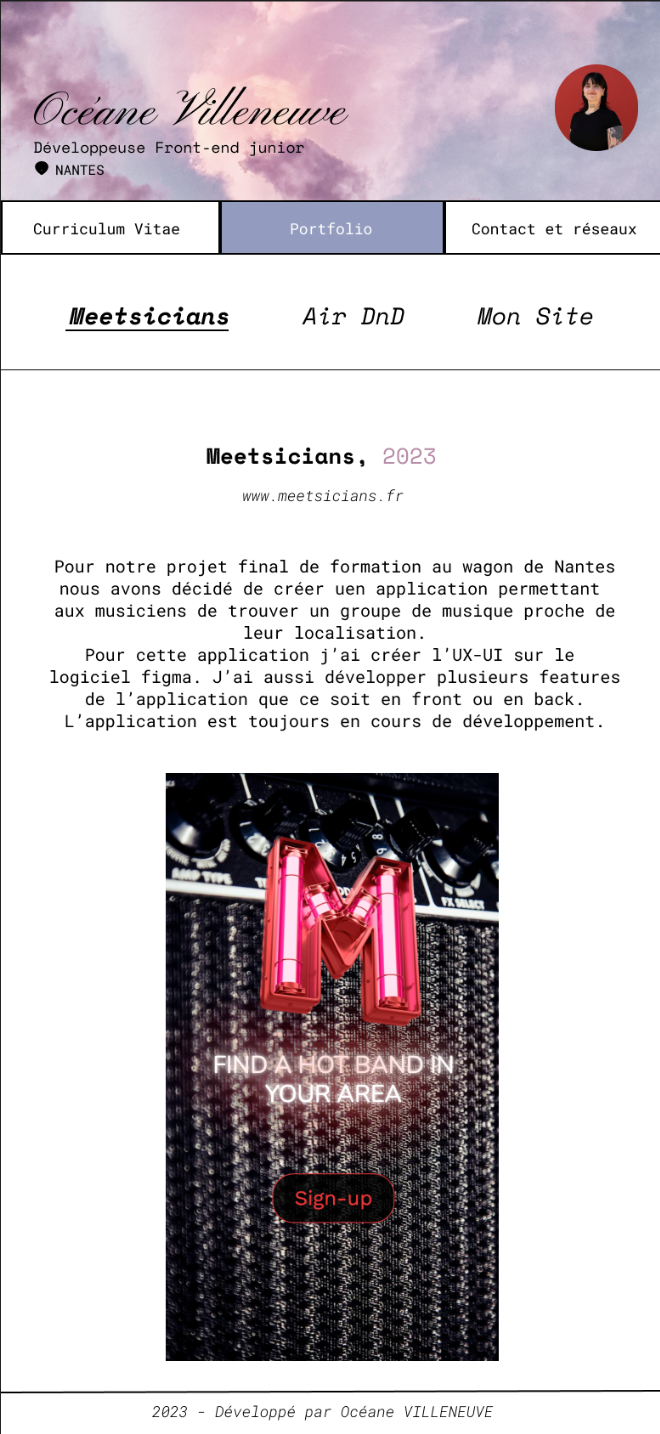 Océane Villeneuve
Développeuse Front-end junior
NANTES
Curriculum Vitae
Portfolio
Contact et réseaux
Meetsicians
Air DnD
Mon Site
Meetsicians, 2023
www.meetsicians.fr
Pour notre projet final de formation au wagon de Nantes
nous avons décidé de créer uen application permettant
aux musiciens de trouver un groupe de musique proche de
leur localisation.
Pour cette application j’ai créer l’UX-UI sur le
logiciel figma. J’ai aussi développer plusieurs features
de l’application que ce soit en front ou en back.
L’application est toujours en cours de développement.
AMP TYPE
FX SELECT
M
FIND A HOT BAND IN
YOUR AREA
Sign-up
2023 - Développé par Océane VILLENEUVE